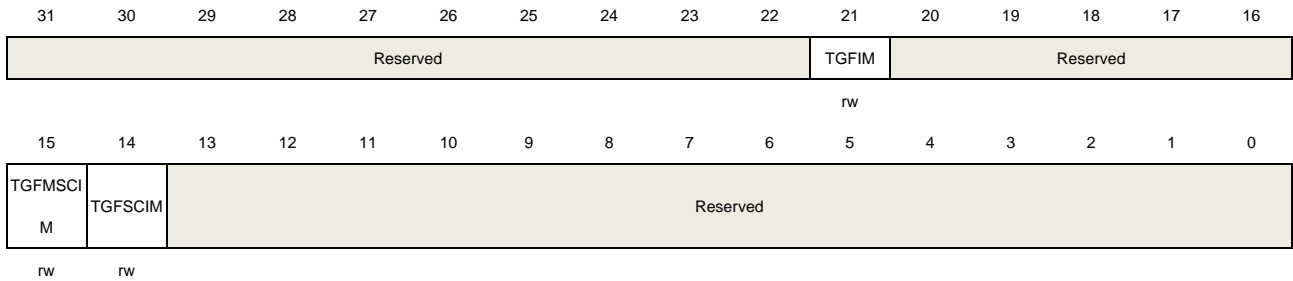 31 30 29 28 27 26 25 24 23 22 21 20 19 18 17 16
Reserved TGFIM Reserved
rw
15 14 13 12 11 10 9 8 7 6 5 4 3 2 1 0
TGFMSCI
M
TGFSCIM Reserved
rw rw